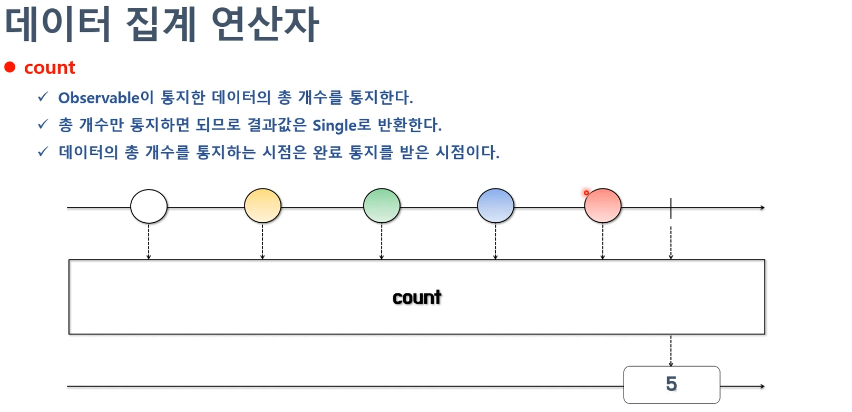 데이터 집계 연산자
● count
✓ Observable이 통지한 데이터의 총 개수를 통지한다.
✓ 총 개수만 통지하면 되므로 결과값은 Single로 반환한다.
✓ 데이터의 총 개수를 통지하는 시점은 완료 통지를 받은 시점이다.
count
5